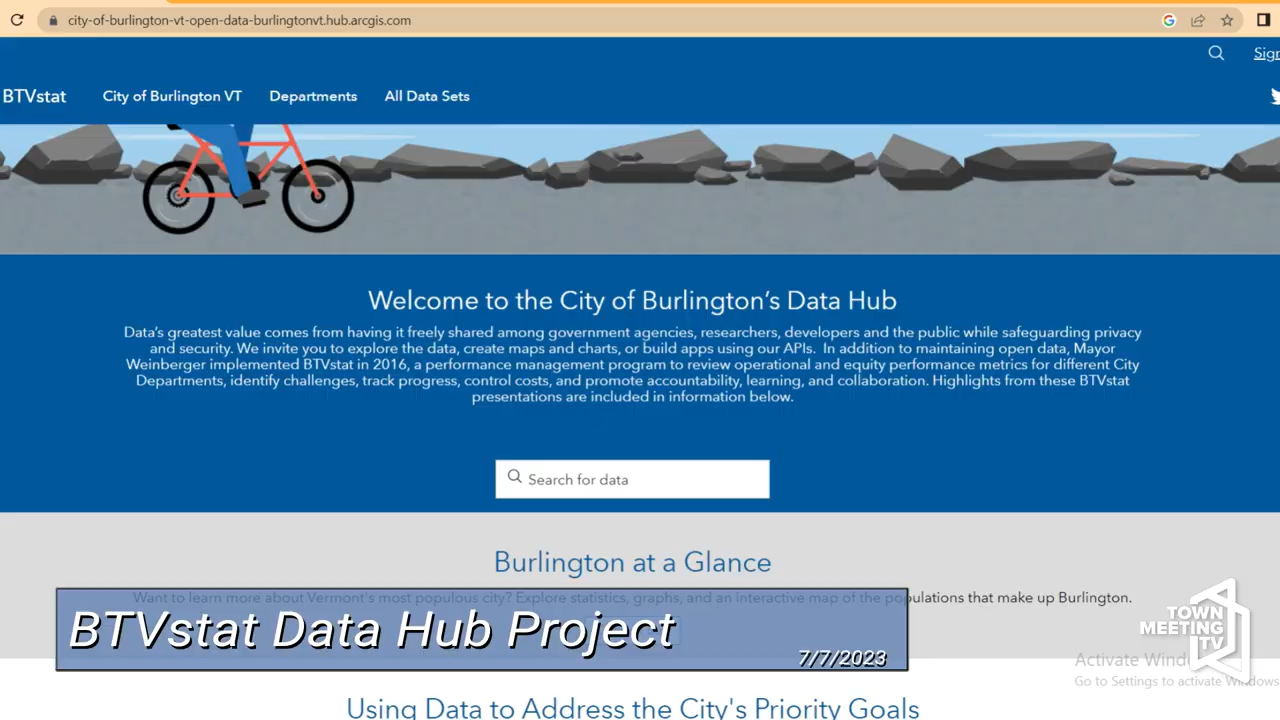 city-of-burlington-vt-open-data-burlingtonvt.hub.arcgis.com
Sign
BTVstat City of Burlington VT Departments All Data Sets
Welcome to the City of Burlington's Data Hub
Data's greatest value comes from having it freely shared among government agencies, researchers, developers and the public while safeguarding privacy
and security. We invite you to explore the data, create maps and charts, or build apps using our APIs. In addition to maintaining open data, Mayor
Weinberger implemented BTVstat in 2016, a performance management program to review operational and equity performance metrics for different City
Departments, identify challenges, track progress, control costs, and promote accountability, learning, and collaboration. Highlights from these BTVstat
presentations are included in information below.
Search for data
Burlington at a Glance
Want to learn more about Vermont's most populous city? Explore statistics, graphs, and an interactive map of the populations that make up Burlington.
BTVstat Data Hub Project
7/7/2023
TOWN
MEETING
TV
Activate Windo
Go to Settings to activate Windows
Using Data to Address the City's Priority Goals